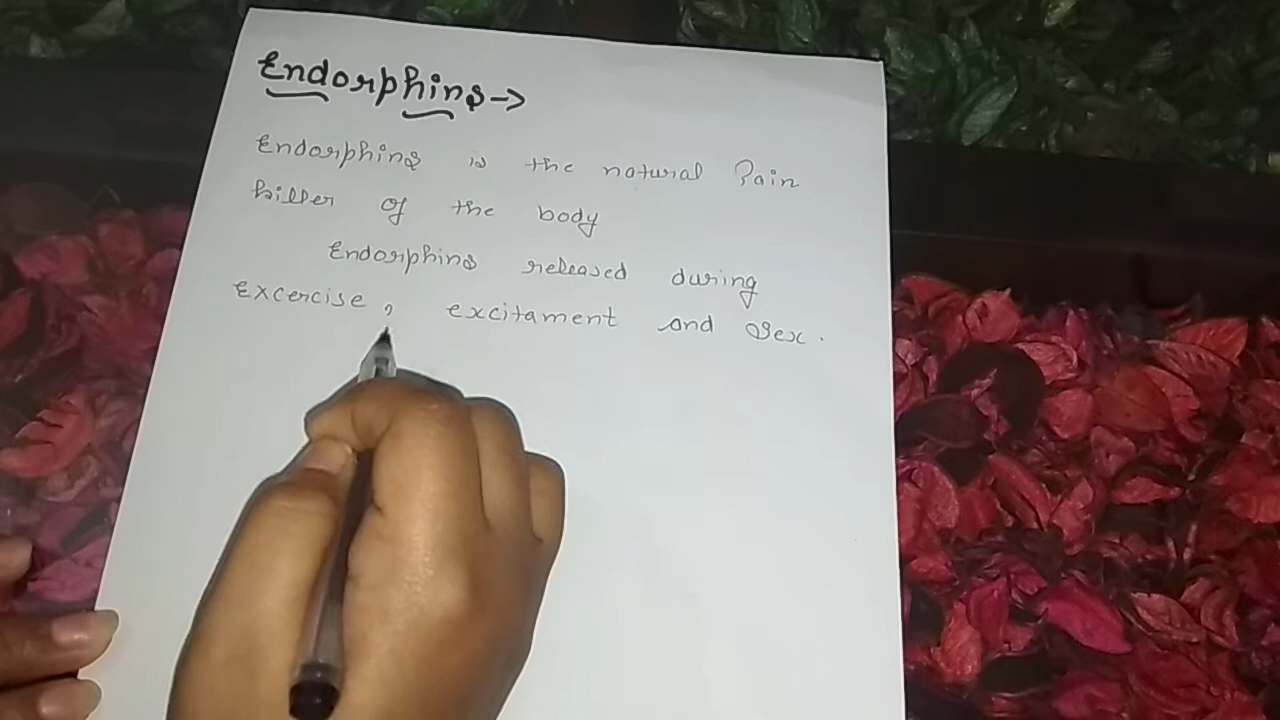 Endorphins->
Endorphins is the natural Pain
killer of the body
Endorphins released during
Excercise, excitament and Sex.